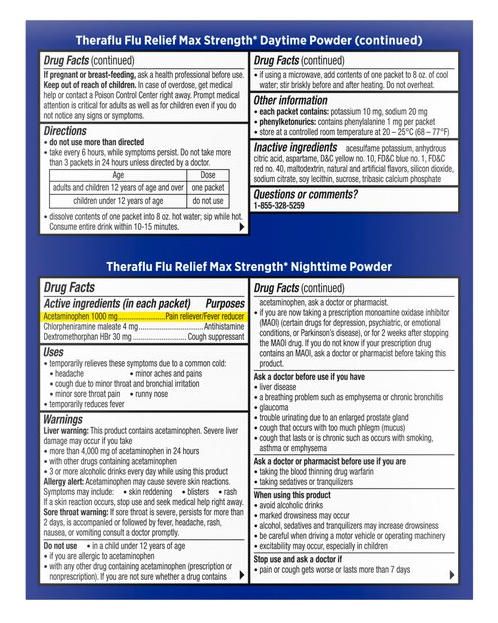 Theraflu Flu Relief Max Strength* Daytime Powder (continued)
Drug Facts (continued)
If pregnant or breast-feeding, ask a health professional before use.
Keep out of reach of children. In case of overdose, get medical
help or contact a Poison Control Center right away. Prompt medical
attention is critical for adults as well as for children even if you do
not notice any signs or symptoms.
Directions
• do not use more than directed
• take every 6 hours, while symptoms persist. Do not take more
than 3 packets in 24 hours unless directed by a doctor.
Age Dose
adults and children 12 years of age and over one packet
children under 12 years of age do not use
• dissolve contents of one packet into 8 oz. hot water; sip while hot.
Consume entire drink within 10-15 minutes.
Drug Facts (continued)
• if using a microwave, add contents of one packet to 8 oz. of cool
water; stir briskly before and after heating. Do not overheat.
Other information
• each packet contains: potassium 10 mg, sodium 20 mg
• phenylketonurics: contains phenylalanine 1 mg per packet
• store at a controlled room temperature at 20 – 25°C (68 – 77°F)
Inactive ingredients acesulfame potassium, anhydrous
citric acid, aspartame, D&C yellow no. 10, FD&C blue no. 1, FD&C
red no. 40, maltodextrin, natural and artificial flavors, silicon dioxide,
sodium citrate, soy lecithin, sucrose, tribasic calcium phosphate
Questions or comments?
1-855-328-5259
Theraflu Flu Relief Max Strength* Nighttime Powder
Drug Facts
Active ingredients (in each packet) Purposes
Acetaminophen 1000 mg....................Pain reliever/Fever reducer
Chlorpheniramine maleate 4 mg........................Antihistamine
Dextromethorphan HBr 30 mg....................Cough suppressant
Uses
• temporarily relieves these symptoms due to a common cold:
• headache • minor aches and pains
• cough due to minor throat and bronchial irritation
• minor sore throat pain • runny nose
• temporarily reduces fever
Warnings
Liver warning: This product contains acetaminophen. Severe liver
damage may occur if you take
• more than 4,000 mg of acetaminophen in 24 hours
• with other drugs containing acetaminophen
• 3 or more alcoholic drinks every day while using this product
Allergy alert: Acetaminophen may cause severe skin reactions.
Symptoms may include: • skin reddening • blisters • rash
If a skin reaction occurs, stop use and seek medical help right away.
Sore throat warning: If sore throat is severe, persists for more than
2 days, is accompanied or followed by fever, headache, rash,
nausea, or vomiting consult a doctor promptly.
Do not use • in a child under 12 years of age
• if you are allergic to acetaminophen
• with any other drug containing acetaminophen (prescription or
nonprescription). If you are not sure whether a drug contains
Drug Facts (continued)
acetaminophen, ask a doctor or pharmacist.
• if you are now taking a prescription monoamine oxidase inhibitor
(MAOI) (certain drugs for depression, psychiatric, or emotional
conditions, or Parkinson's disease), or for 2 weeks after stopping
the MAOI drug. If you do not know if your prescription drug
contains an MAOI, ask a doctor or pharmacist before taking this
product.
Ask a doctor before use if you have
• liver disease
• a breathing problem such as emphysema or chronic bronchitis
• glaucoma
• trouble urinating due to an enlarged prostate gland
• cough that occurs with too much phlegm (mucus)
• cough that lasts or is chronic such as occurs with smoking,
asthma or emphysema
Ask a doctor or pharmacist before use if you are
• taking the blood thinning drug warfarin
• taking sedatives or tranquilizers
When using this product
• avoid alcoholic drinks
• marked drowsiness may occur
• alcohol, sedatives and tranquilizers may increase drowsiness
• be careful when driving a motor vehicle or operating machinery
• excitability may occur, especially in children
Stop use and ask a doctor if
• pain or cough gets worse or lasts more than 7 days